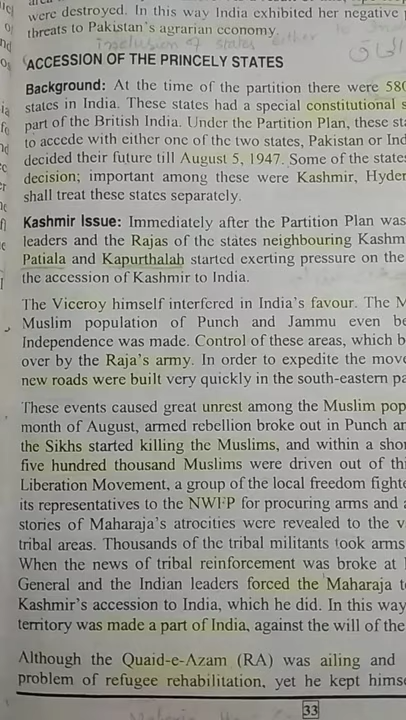 were destroyed. In this way India exhibited her negative
threats to Pakistan's agrarian economy.
inclusion of states either to
ACCESSION OF THE PRINCELY STATES
Background: At the time of the partition there were 580
states in India. These states had a special constitutional s
part of the British India. Under the Partition Plan, these sta
to accede with either one of the two states, Pakistan or Ind
decided their future till August 5, 1947. Some of the state
decision; important among these were Kashmir, Hyder
shall treat these states separately.
Kashmir Issue: Immediately after the Partition Plan was
leaders and the Rajas of the states neighbouring Kashm
Patiala and Kapurthalah started exerting pressure on the
the accession of Kashmir to India.
The Viceroy himself interfered in India's favour. The M
Muslim population of Punch and Jammu even be
Independence was made. Control of these areas, which b
over by the Raja's army. In order to expedite the move
new roads were built very quickly in the south-eastern pa
These events caused great unrest among the Muslim pop
month of August, armed rebellion broke out in Punch an
the Sikhs started killing the Muslims, and within a shor
five hundred thousand Muslims were driven out of thi
Liberation Movement, a group of the local freedom fighte
its representatives to the NWFP for procuring arms and a
stories of Maharaja's atrocities were revealed to the v
tribal areas. Thousands of the tribal militants took arms
When the news of tribal reinforcement was broke at
General and the Indian leaders forced the Maharaja t
Kashmir's accession to India, which he did. In this way
territory was made a part of India, against the will of the
Although the Quaid-e-Azam (RA) was ailing and
problem of refugee rehabilitation, yet he kept himse
33